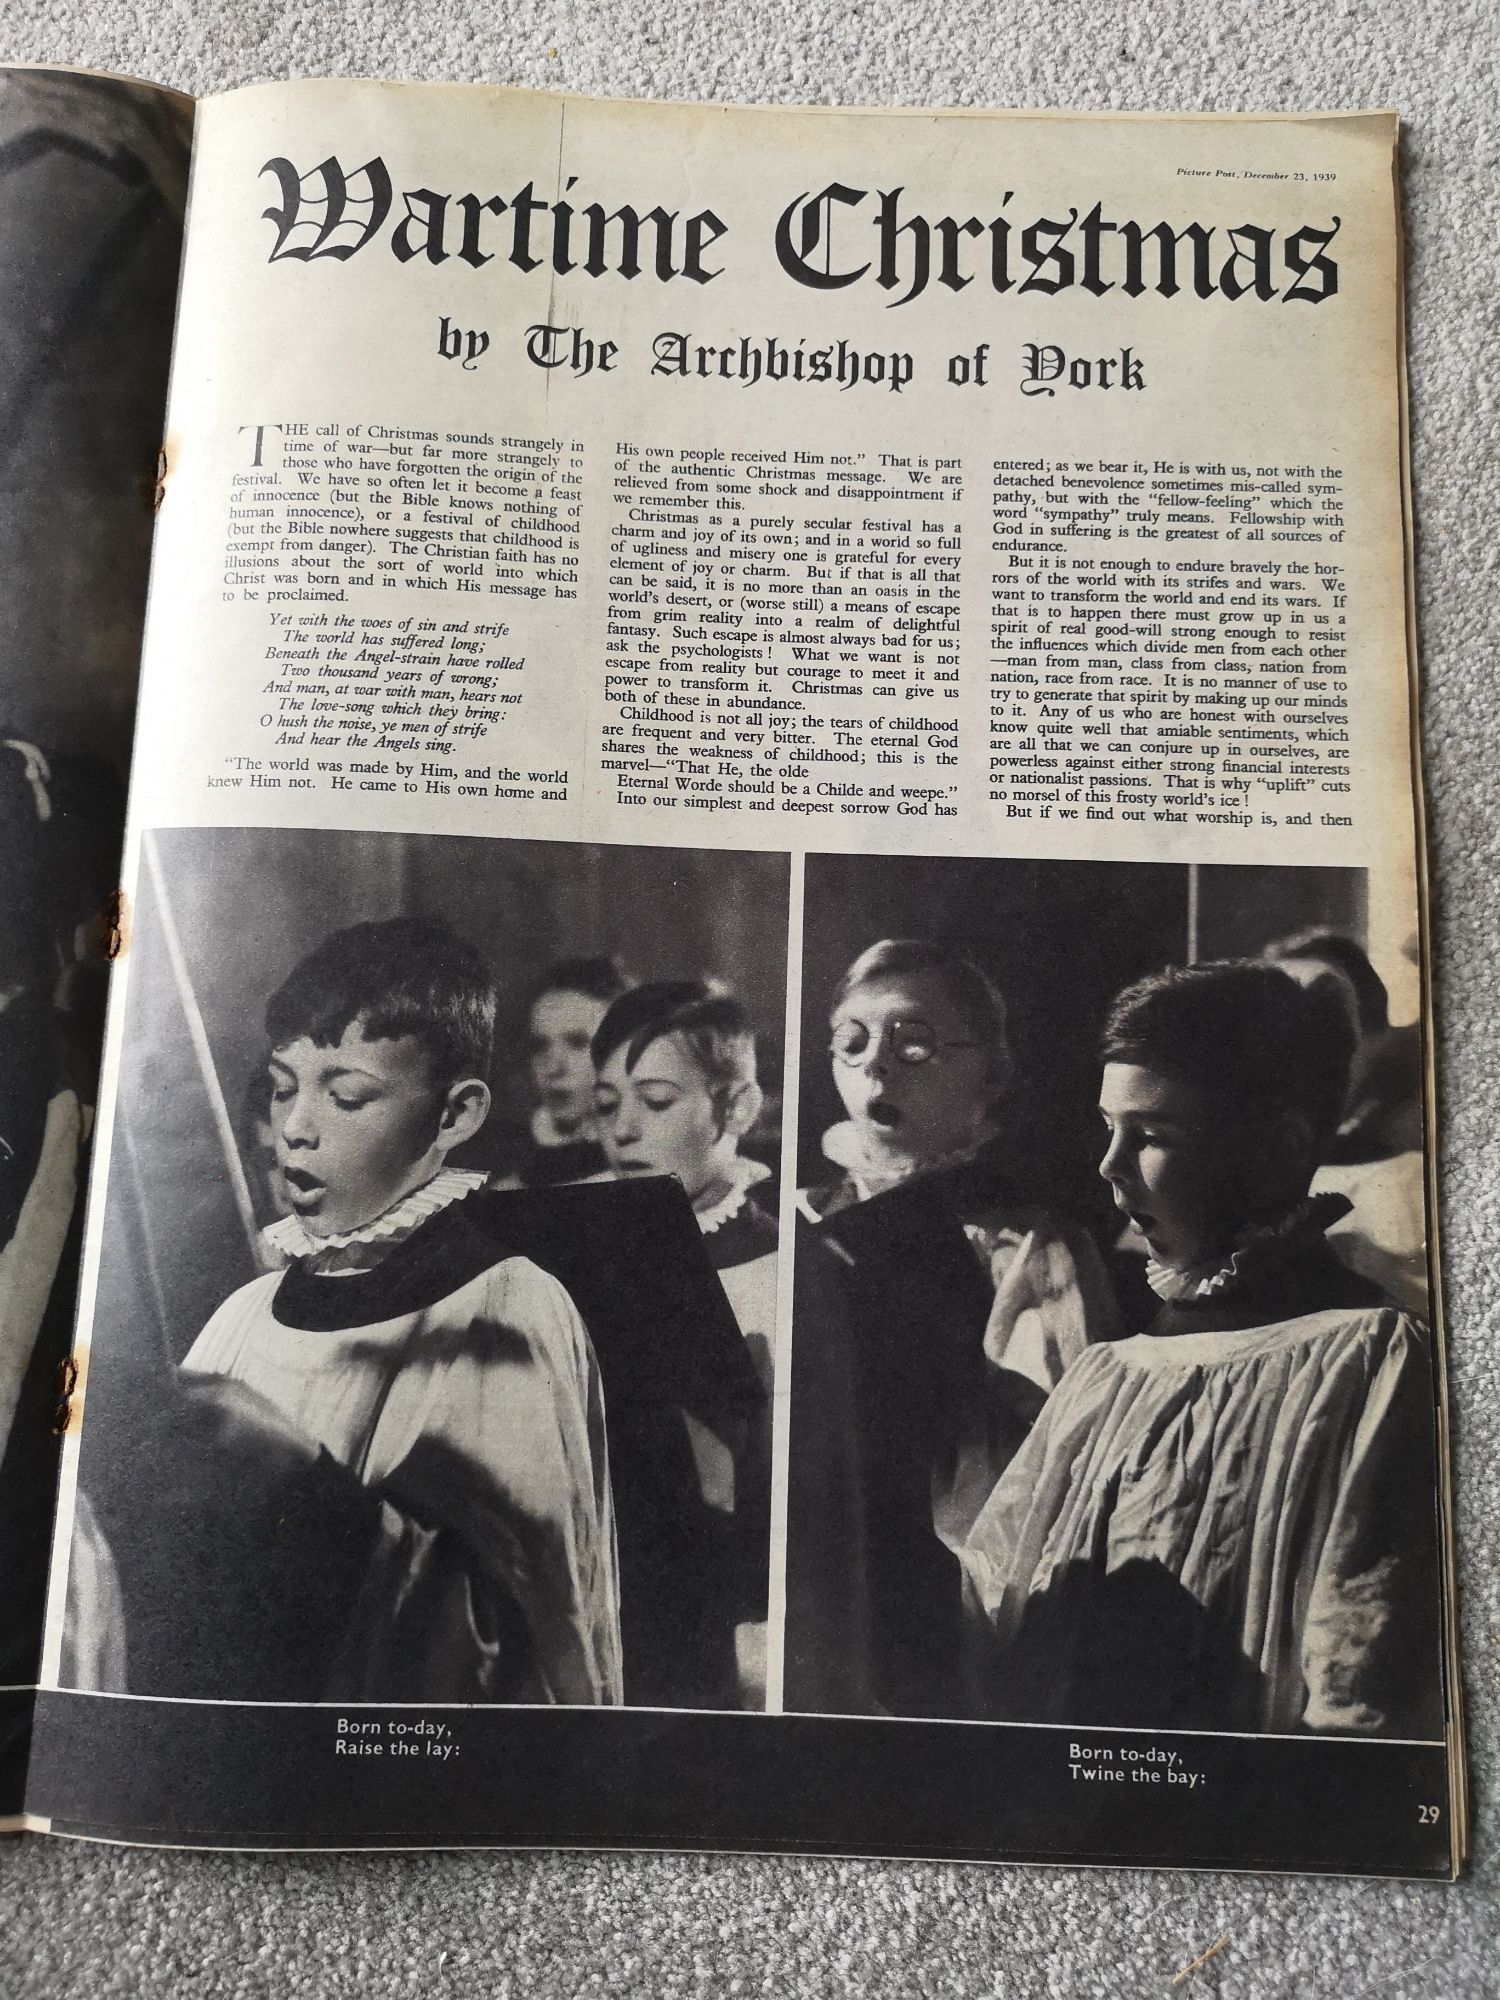 Picture Post, December 23, 1939
Wartime Christmas
by The Archbishop of York
THE call of Christmas sounds strangely in
time of war—but far more strangely to
those who have forgotten the origin of the
festival. We have so often let it become a feast
of innocence (but the Bible knows nothing of
human innocence), or a festival of childhood
(but the Bible nowhere suggests that childhood is
exempt from danger). The Christian faith has no
illusions about the sort of world into which
Christ was born and in which His message has
to be proclaimed.
Yet with the woes of sin and strife
The world has suffered long;
Beneath the Angel-strain have rolled
Two thousand years of wrong;
And man, at war with man, hears not
The love-song which they bring:
O hush the noise, ye men of strife
And hear the Angels sing.
"The world was made by Him, and the world
knew Him not. He came to His own home and
His own people received Him not." That is part
of the authentic Christmas message. We are
relieved from some shock and disappointment if
we remember this.
Christmas as a purely secular festival has a
charm and joy of its own; and in a world so full
of ugliness and misery one is grateful for every
element of joy or charm. But if that is all that
can be said, it is no more than an oasis in the
world's desert, or (worse still) a means of escape
from grim reality into a realm of delightful
fantasy. Such escape is almost always bad for us;
ask the psychologists! What we want is not
escape from reality but courage to meet it and
power to transform it. Christmas can give us
both of these in abundance.
Childhood is not all joy; the tears of childhood
are frequent and very bitter. The eternal God
shares the weakness of childhood; this is the
marvel—"That He, the olde
Eternal Worde should be a Childe and weepe."
Into our simplest and deepest sorrow God has
entered; as we bear it, He is with us, not with the
detached benevolence sometimes mis-called sym-
pathy, but with the "fellow-feeling" which the
word "sympathy" truly means. Fellowship with
God in suffering is the greatest of all sources of
endurance.
But it is not enough to endure bravely the hor-
rors of the world with its strifes and wars. We
want to transform the world and end its wars. If
that is to happen there must grow up in us a
spirit of real good-will strong enough to resist
the influences which divide men from each other
—man from man, class from class, nation from
nation, race from race. It is no manner of use to
try to generate that spirit by making up our minds
to it. Any of us who are honest with ourselves
know quite well that amiable sentiments, which
are all that we can conjure up in ourselves, are
powerless against either strong financial interests
or nationalist passions. That is why "uplift" cuts
no morsel of this frosty world's ice!
But if we find out what worship is, and then
Born to-day,
Raise the lay:
Born to-day,
Twine the bay:
29